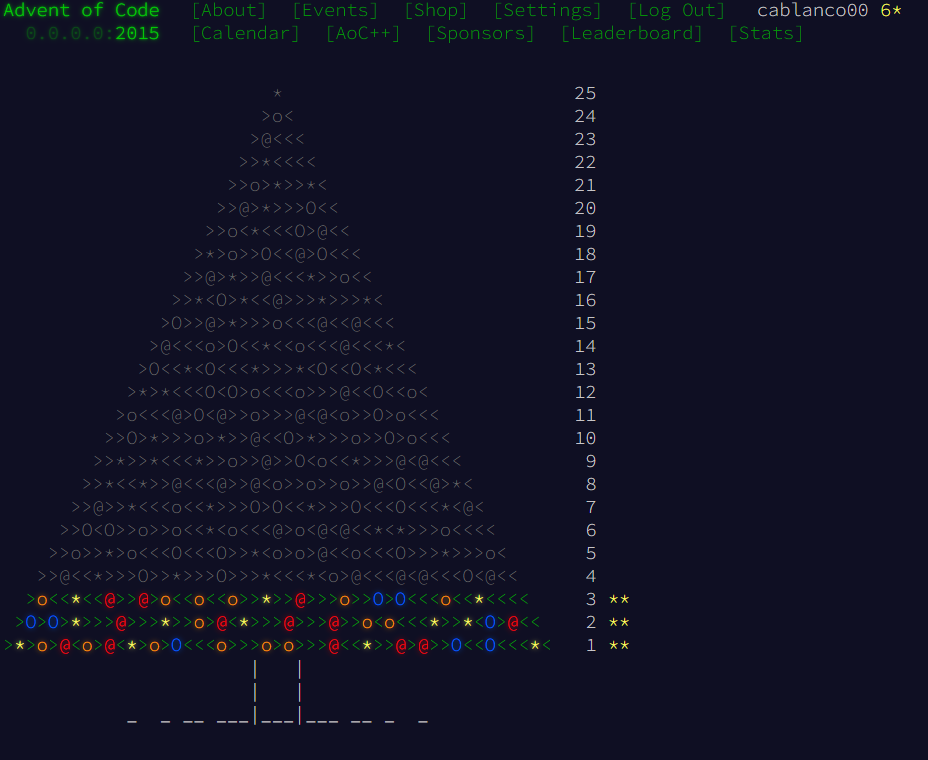 Advent of Code [About] [Events] [Shop] [Settings] [Log Out] cablanco00 6*
0.0.0.0:2015 [Calendar] [AoC++] [Sponsors] [Leaderboard] [Stats]
* 25
>o< 24
>@<<< 23
>>*<<<< 22
>>o>*>>*< 21
>>@>*>>>O<< 20
>>o<*<<<O>@<< 19
>*>o>>O<<@>O<<< 18
>>@>*>>@<<<*>>o<< 17
>>*<O>*<<@>>>*>>>*< 16
>O>>@>*>>>o<<<@<<@<<< 15
>@<<<o>O<<*<<o<<<@<<<*< 14
>O<<*<O<<<*>>>*<O<<O<*<<< 13
>*>*<<<O<O>o<<<o>>>@<<O<<o< 12
>o<<<@>O<@>>o>>>@<@<o>>O>o<<< 11
>>O>*>>>o>*>>@<<O>*>>>o>>O>o<<< 10
>>*>>*<<<*>>o>>@>>O<o<<*>>>@<@<<< 9
>>*<<*>>@<<<@>>@<o>>o>>o>>@<O<<@>*< 8
>>@>>*<<<o<<*<<*>>>O>O<<*>>>O<<<O<<<*<@< 7
>>O<O>>o>>o<<*<o<<<@>o<@<@<<*<*>>>o<<<< 6
>>o>>*>o<<<O<<<O>>*<o>o>@<<o<<<O>>>*>>>o< 5
>>@<<*>>>O>>*>>>O>>>*<<<*<o>@<<<@<@<<<O<@<< 4
>o<<*<<@>>@>o<<o<<o>>*>>@>>>o>>O>O<<<o<<*<<<< 3 **
>O>O>*>>>@>>>*>>o>@<*>>>@>>>@>>o>o<<<*>>*<O>@<< 2 **
>*>o>@<o>@<*>o>O<<<o>>>o>o>>>@<<*>>@>@>>O<<O<<<*< 1 **
| |
| |
_ _ __ ___|___|___ __ _ _